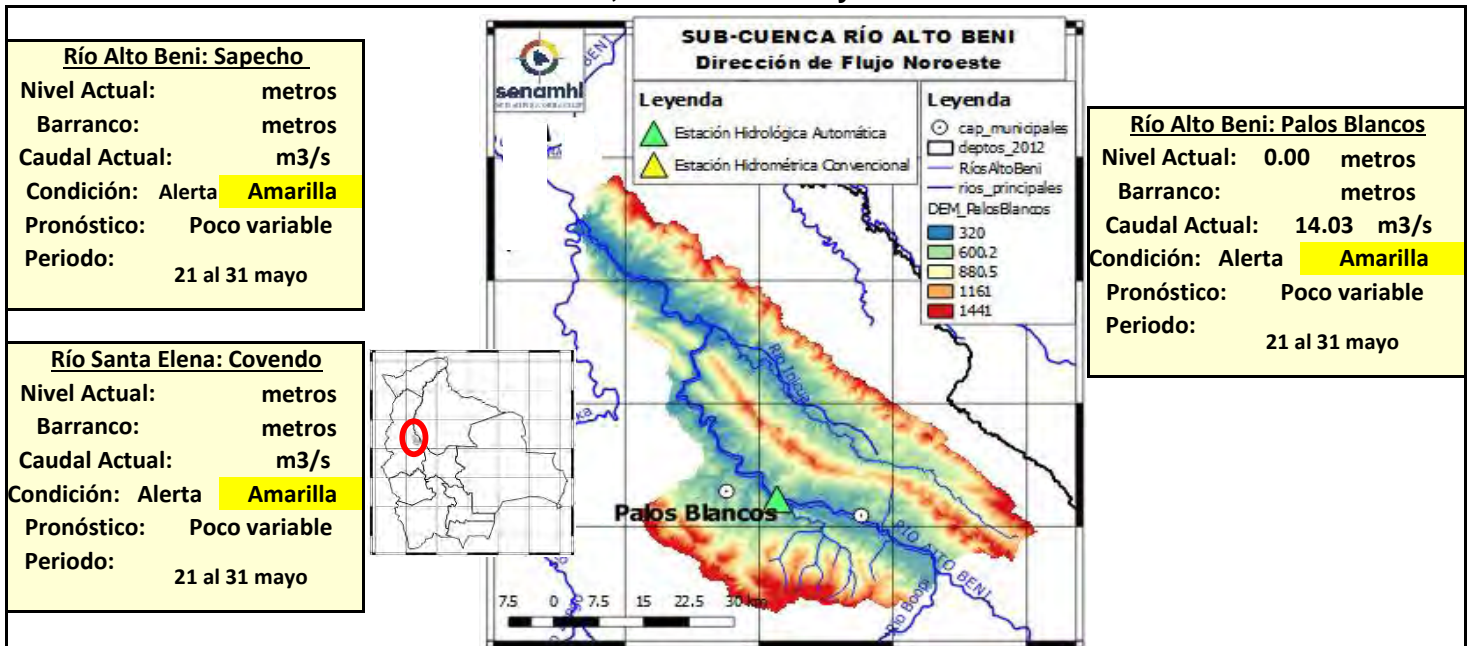 Río Alto Beni: Sapecho
Nivel Actual: metros
Barranco: metros
Caudal Actual: m3/s
Condición: Alerta Amarilla
Pronóstico: Poco variable
Periodo:
21 al 31 mayo
Río Santa Elena: Covendo
Nivel Actual: metros
Barranco: metros
Caudal Actual: m3/s
Condición: Alerta Amarilla
Pronóstico: Poco variable
Periodo:
21 al 31 mayo
senamhi
SUB-CUENCA RÍO ALTO BENI
Dirección de Flujo Noroeste
Leyenda
Estación Hidrológica Automática
Estación Hidrométrica Convencional
Leyenda
cap_municipales
deptos_2012
RíosAltoBeni
rios_principales
DEM_PalosBlancos
320
600.2
880.5
1161
1441
BENI
Río Inicua
Palos Blancos
RIO ALTO BENI
Río Boopi
7.5 0 7.5 15 22.5 30 km
Río Alto Beni: Palos Blancos
Nivel Actual: 0.00 metros
Barranco: metros
Caudal Actual: 14.03 m3/s
Condición: Alerta Amarilla
Pronóstico: Poco variable
Periodo:
21 al 31 mayo